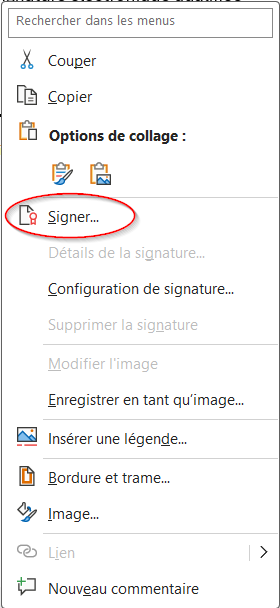 Rechercher dans les menus
Couper
Copier
Options de collage :
Signer...
Détails de la signature...
Configuration de signature...
Supprimer la signature
Modifier l'image
Enregistrer en tant qu'image...
Insérer une légende...
Bordure et trame...
Image...
Lien
Nouveau commentaire